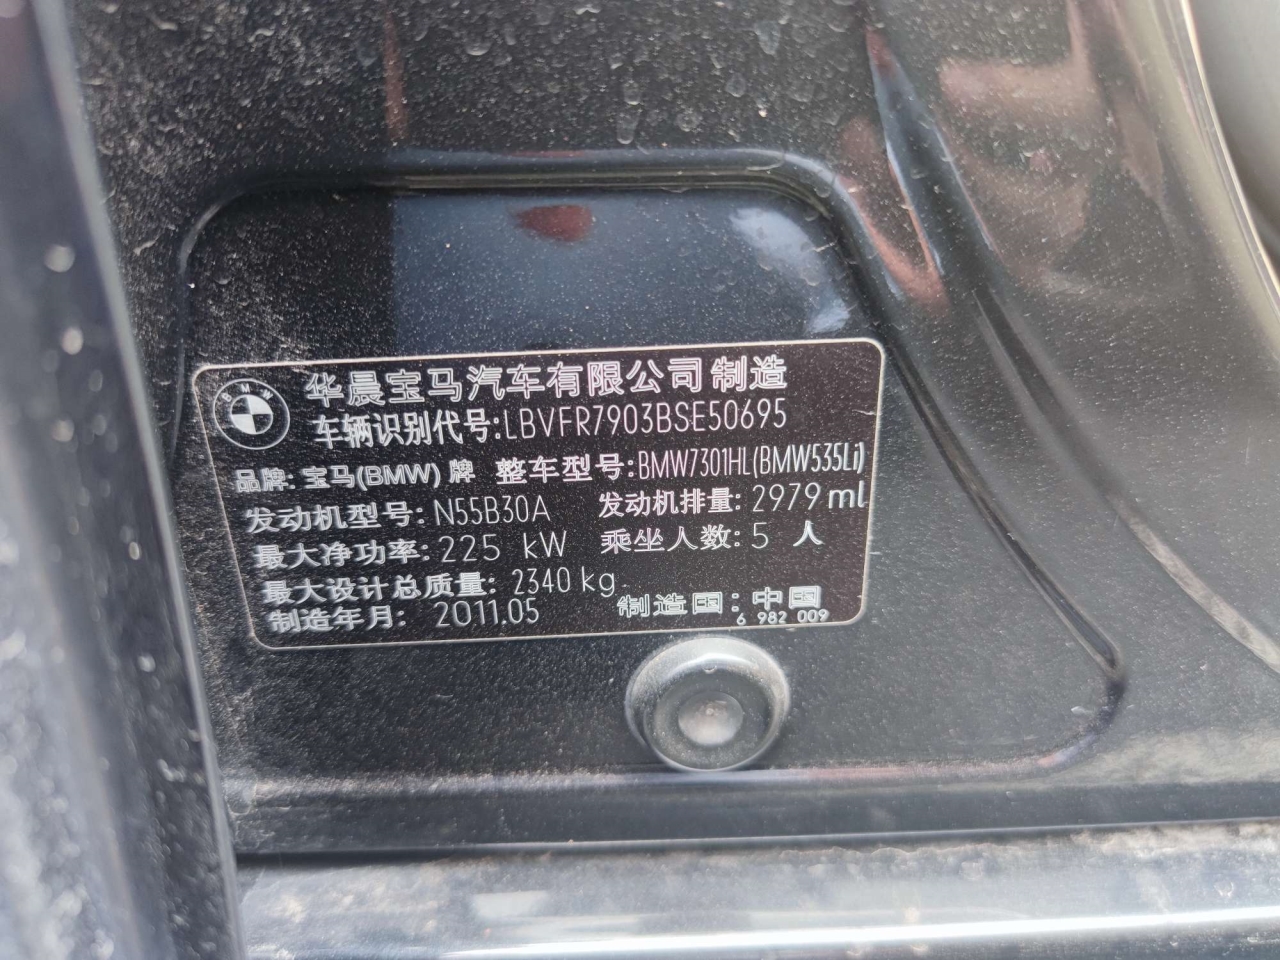 BMW
华晨宝马汽车有限公司制造
车辆识别代号:LBVFR7903BSE50695
品牌: 宝马(BMW) 牌 整车型号:BMW7301HL(BMW535Li)
发动机型号: N55B30A 发动机排量: 2979 ml
最大净功率: 225 kW 乘坐人数: 5 人
最大设计总质量: 2340 kg
制造年月: 2011.05 制造国: 中国
6 982 009